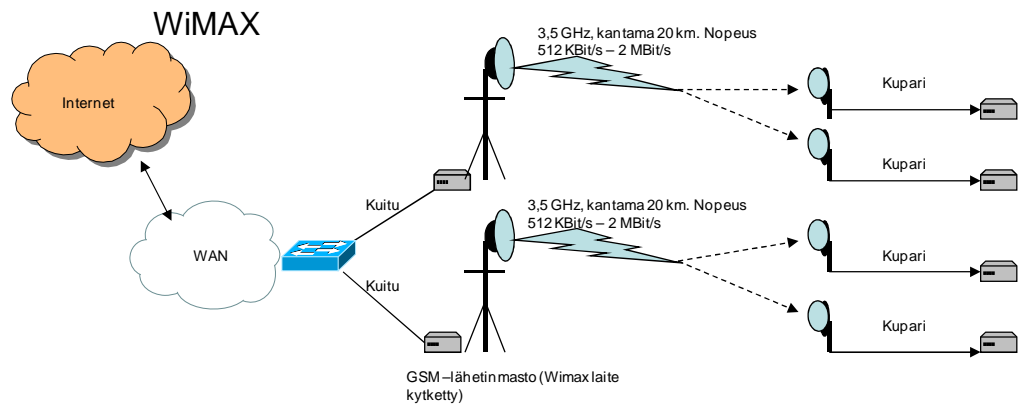 WiMAX
Internet
WAN
Kuitu
Kuitu
3,5 GHz, kantama 20 km. Nopeus
512 KBit/s – 2 MBit/s
Kupari
Kupari
3,5 GHz, kantama 20 km. Nopeus
512 KBit/s – 2 MBit/s
Kupari
Kupari
GSM –lähetinmasto (Wimax laite
kytketty)